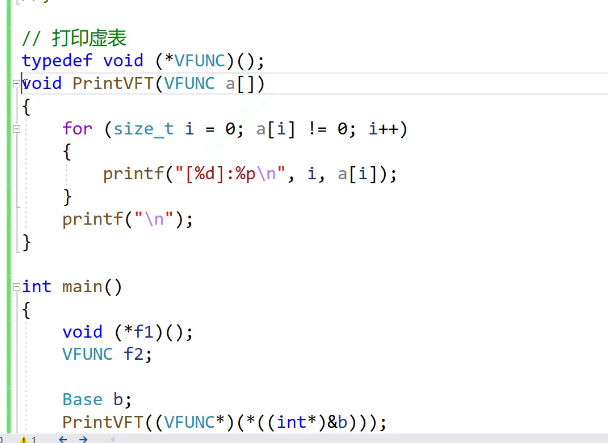 // 打印虚表
typedef void (*VFUNC)();
void PrintVFT(VFUNC a[])
{
    for (size_t i = 0; a[i] != 0; i++)
    {
        printf("[%d]:%p\n", i, a[i]);
    }
    printf("\n");
}
int main()
{
    void (*f1)();
    VFUNC f2;
    Base b;
    PrintVFT((VFUNC*)(*((int*)&b)));
1